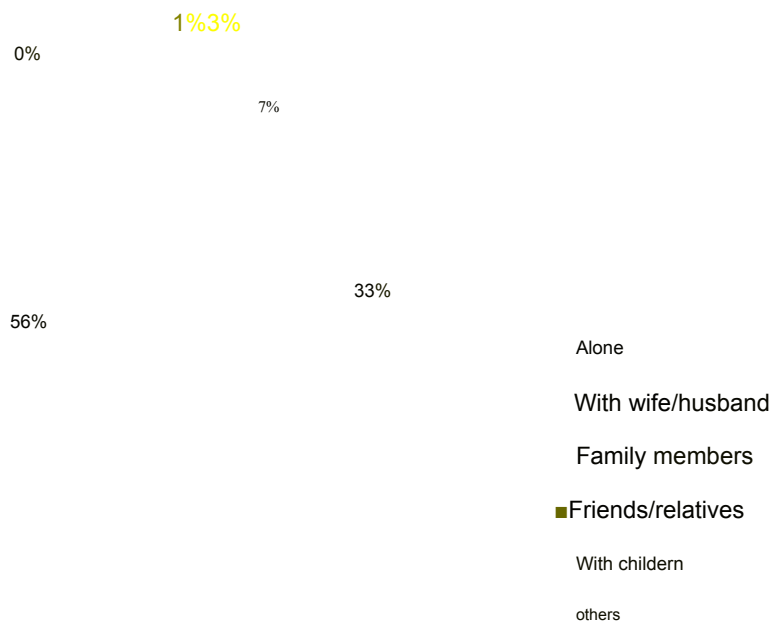 1%3%
0%
7%
33%
56%
Alone
With wife/husband
Family members
Friends/relatives
With childern
others